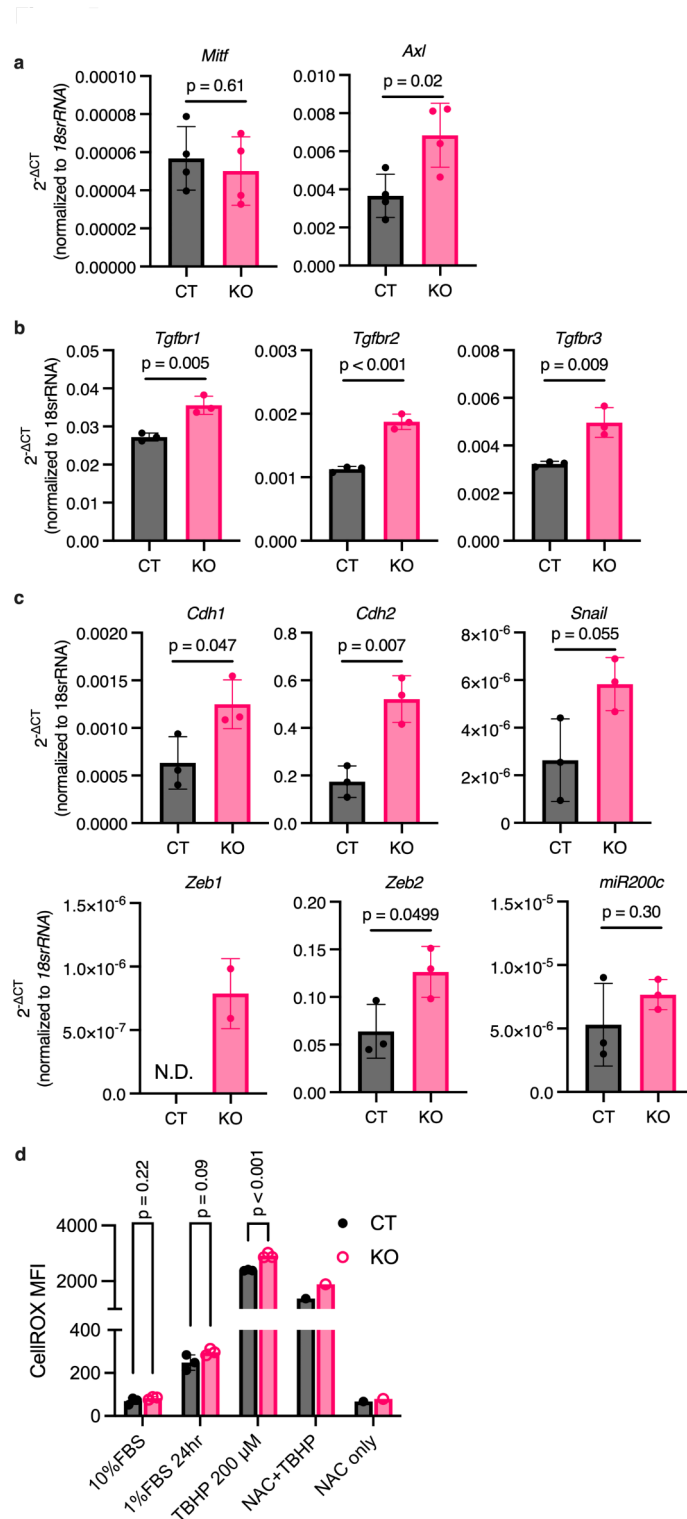 a
Mitf
Axl
2-ΔCT
(normalized to 18srRNA)
0.00010
0.00008
0.00006
0.00004
0.00002
0.00000
p = 0.61
CT KO
0.010
0.008
0.006
0.004
0.002
0.000
p = 0.02
CT KO
b
Tgfbr1
Tgfbr2
Tgfbr3
2-ΔCT
(normalized to 18srRNA)
0.05
0.04
0.03
0.02
0.01
0.00
p = 0.005
CT KO
0.003
0.002
0.001
0.000
p < 0.001
CT KO
0.008
0.006
0.004
0.002
0.000
p = 0.009
CT KO
c
Cdh1
Cdh2
Snail
2-ΔCT
(normalized to 18srRNA)
0.0020
0.0015
0.0010
0.0005
0.0000
p = 0.047
CT KO
0.8
0.6
0.4
0.2
0.0
p = 0.007
CT KO
8×10-6
6×10-6
4×10-6
2×10-6
0
p = 0.055
CT KO
Zeb1
Zeb2
miR200c
2-ΔCT
(normalized to 18srRNA)
1.5×10-6
1.0×10-6
5.0×10-7
0.0
N.D.
CT KO
0.20
0.15
0.10
0.05
0.00
p = 0.0499
CT KO
1.5×10-5
1.0×10-5
5.0×10-6
0.0
p = 0.30
CT KO
d
p = 0.22
p = 0.09
p < 0.001
CT
KO
CellROX MFI
4000
2000
400
200
0
10%FBS
1%FBS 24hr
TBHP 200 μM
NAC+TBHP
NAC only